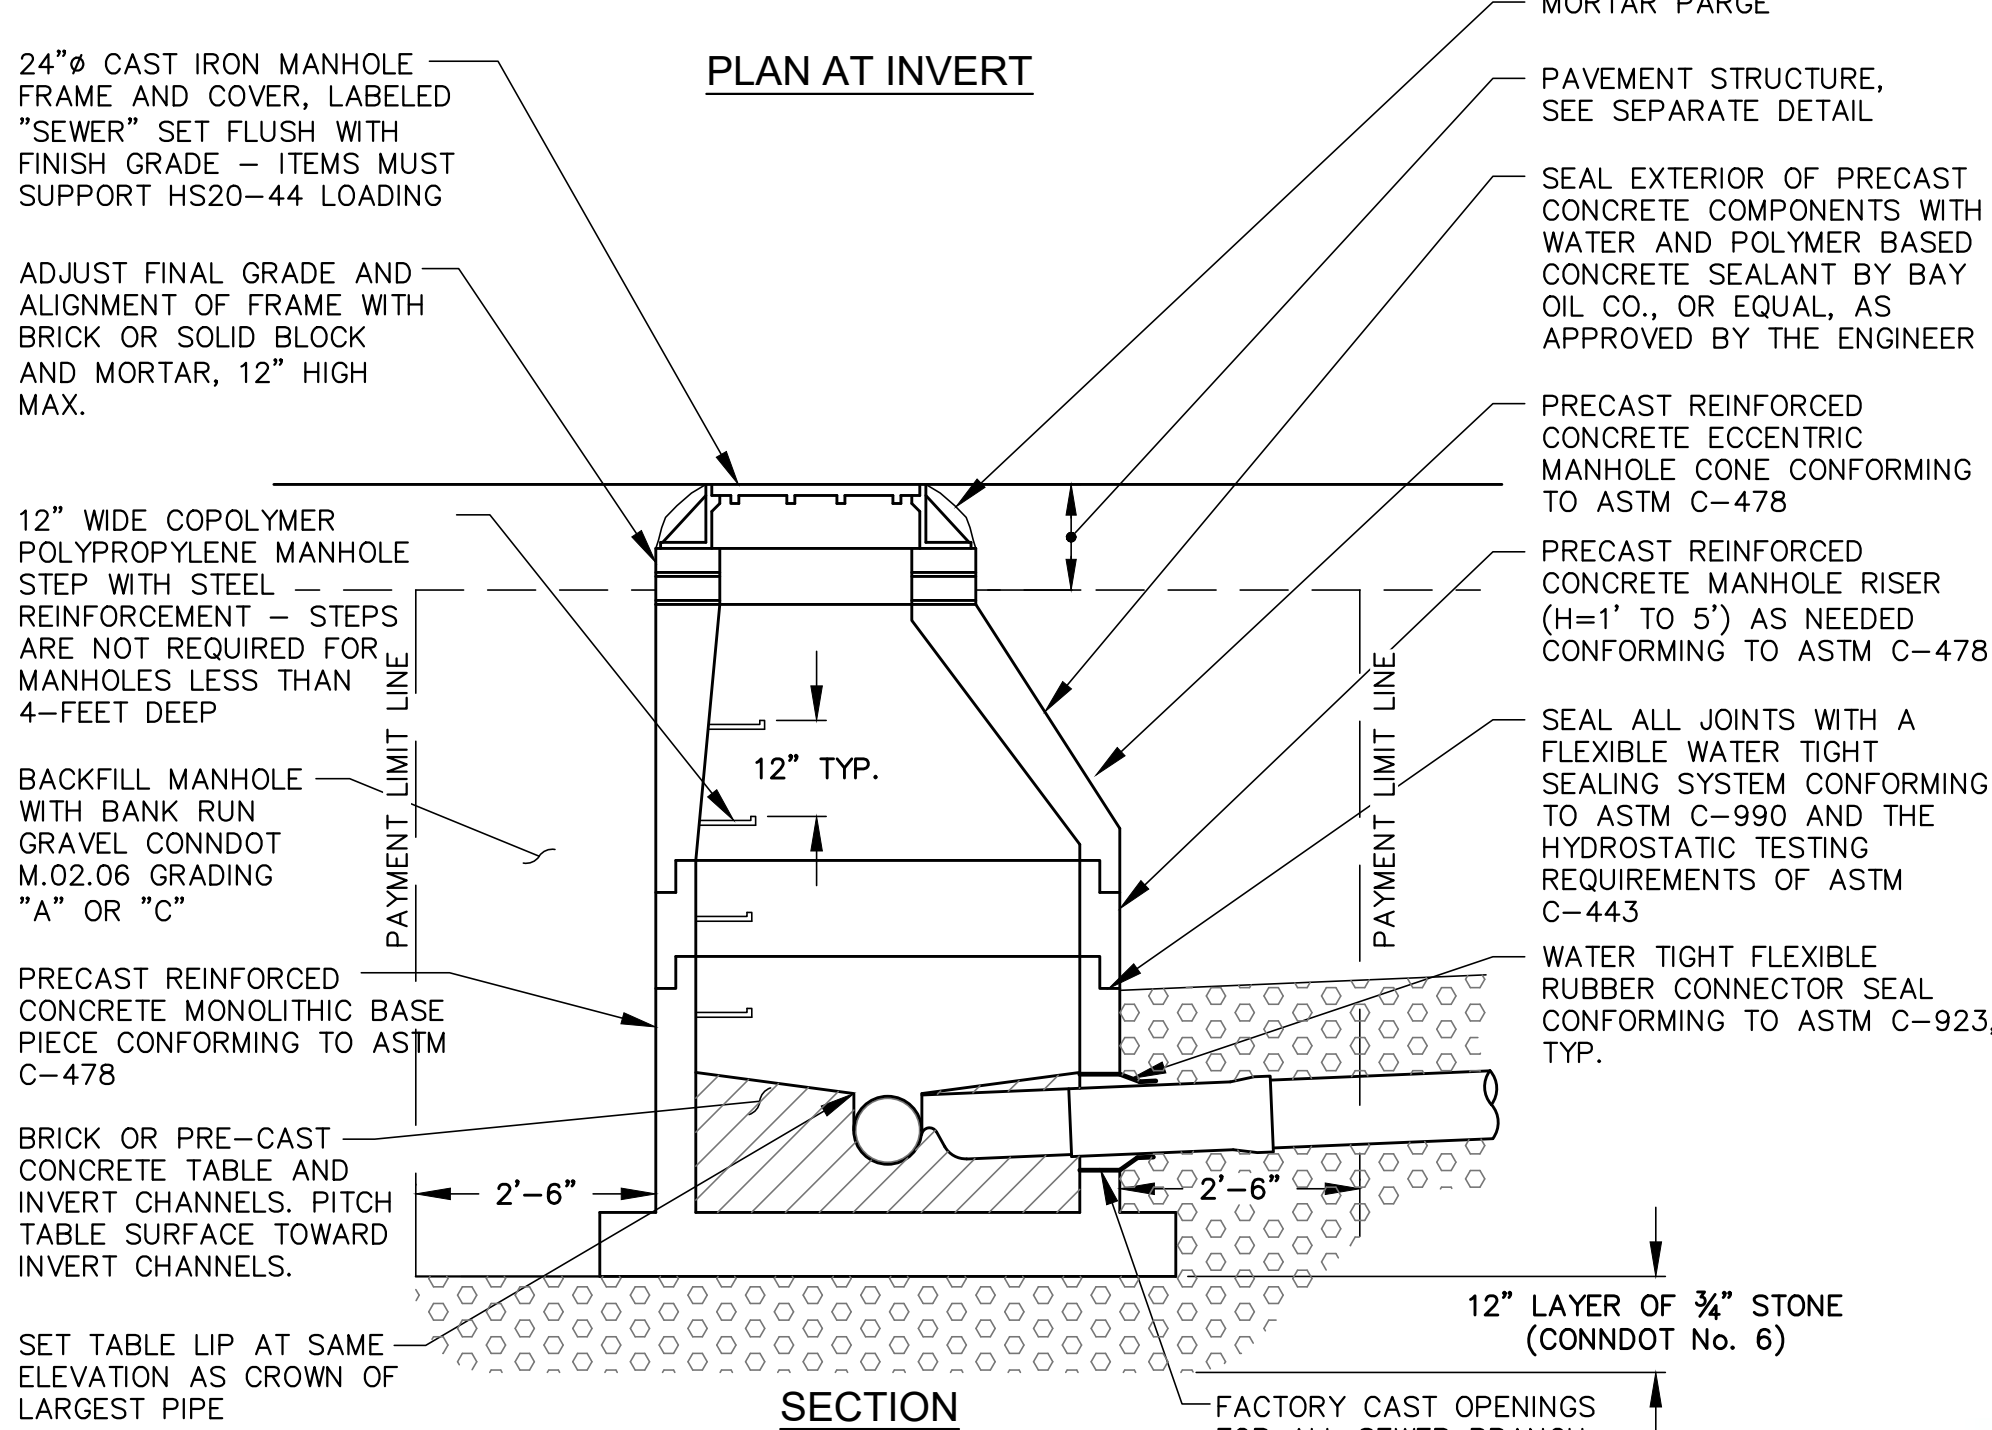 MORTAR PARGE
24"ø CAST IRON MANHOLE
FRAME AND COVER, LABELED
"SEWER" SET FLUSH WITH
FINISH GRADE – ITEMS MUST
SUPPORT HS20–44 LOADING
ADJUST FINAL GRADE AND
ALIGNMENT OF FRAME WITH
BRICK OR SOLID BLOCK
AND MORTAR, 12" HIGH
MAX.
12" WIDE COPOLYMER
POLYPROPYLENE MANHOLE
STEP WITH STEEL
REINFORCEMENT – STEPS
ARE NOT REQUIRED FOR
MANHOLES LESS THAN
4–FEET DEEP
BACKFILL MANHOLE
WITH BANK RUN
GRAVEL CONNDOT
M.02.06 GRADING
"A" OR "C"
PRECAST REINFORCED
CONCRETE MONOLITHIC BASE
PIECE CONFORMING TO ASTM
C–478
BRICK OR PRE–CAST
CONCRETE TABLE AND
INVERT CHANNELS. PITCH
TABLE SURFACE TOWARD
INVERT CHANNELS.
SET TABLE LIP AT SAME
ELEVATION AS CROWN OF
LARGEST PIPE
PLAN AT INVERT
PAYMENT LIMIT LINE
12" TYP.
PAYMENT LIMIT LINE
2'–6"
2'–6"
SECTION
PAVEMENT STRUCTURE,
SEE SEPARATE DETAIL
SEAL EXTERIOR OF PRECAST
CONCRETE COMPONENTS WITH
WATER AND POLYMER BASED
CONCRETE SEALANT BY BAY
OIL CO., OR EQUAL, AS
APPROVED BY THE ENGINEER
PRECAST REINFORCED
CONCRETE ECCENTRIC
MANHOLE CONE CONFORMING
TO ASTM C–478
PRECAST REINFORCED
CONCRETE MANHOLE RISER
(H=1' TO 5') AS NEEDED
CONFORMING TO ASTM C–478
SEAL ALL JOINTS WITH A
FLEXIBLE WATER TIGHT
SEALING SYSTEM CONFORMING
TO ASTM C–990 AND THE
HYDROSTATIC TESTING
REQUIREMENTS OF ASTM
C–443
WATER TIGHT FLEXIBLE
RUBBER CONNECTOR SEAL
CONFORMING TO ASTM C–923,
TYP.
12" LAYER OF ¾" STONE
(CONNDOT No. 6)
FACTORY CAST OPENINGS
FOR ALL SEWER BRANCH